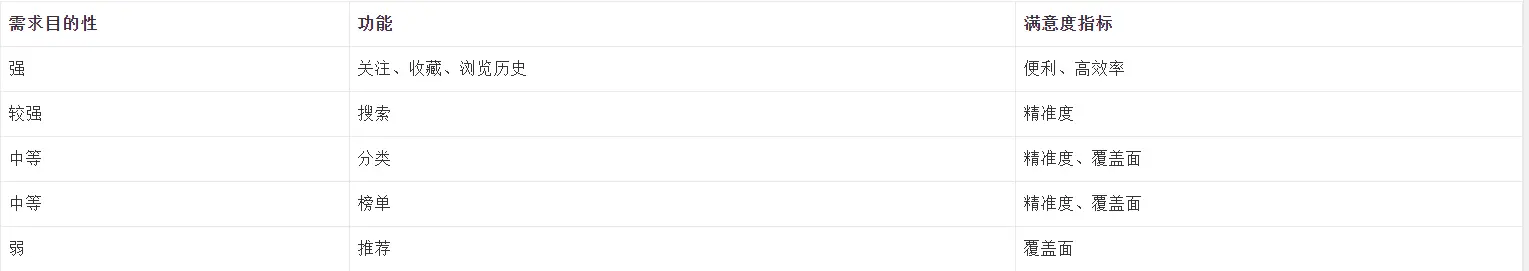 需求目的性 功能 满意度指标
强 关注、收藏、浏览历史 便利、高效率
较强 搜索 精准度
中等 分类 精准度、覆盖面
中等 榜单 精准度、覆盖面
弱 推荐 覆盖面